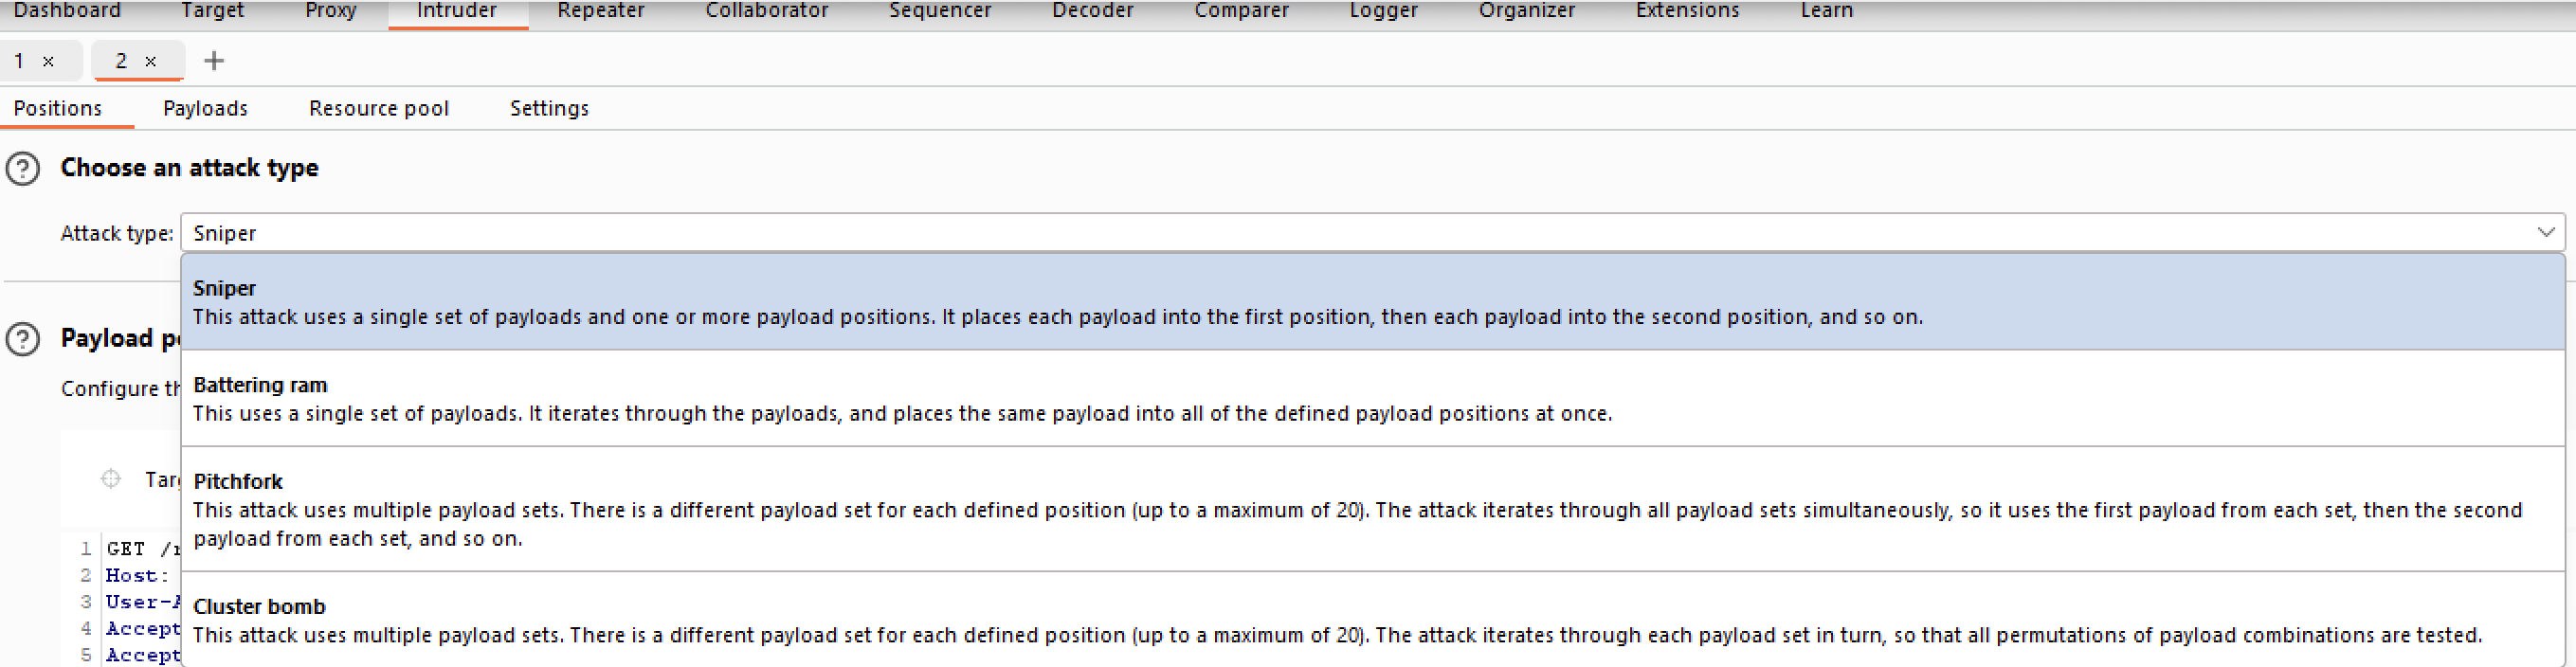 Dashboard Target Proxy Intruder Repeater Collaborator Sequencer Decoder Comparer Logger Organizer Extensions Learn
1 × 2 × +
Positions Payloads Resource pool Settings
? Choose an attack type
Attack type: Sniper
Sniper
This attack uses a single set of payloads and one or more payload positions. It places each payload into the first position, then each payload into the second position, and so on.
? Payload
Battering ram
Configure
This uses a single set of payloads. It iterates through the payloads, and places the same payload into all of the defined payload positions at once.
Pitchfork
This attack uses multiple payload sets. There is a different payload set for each defined position (up to a maximum of 20). The attack iterates through all payload sets simultaneously, so it uses the first payload from each set, then the second
payload from each set, and so on.
1 GET /
2 Host:
3 User-
Cluster bomb
4 Accept
This attack uses multiple payload sets. There is a different payload set for each defined position (up to a maximum of 20). The attack iterates through each payload set in turn, so that all permutations of payload combinations are tested.
5 Accept